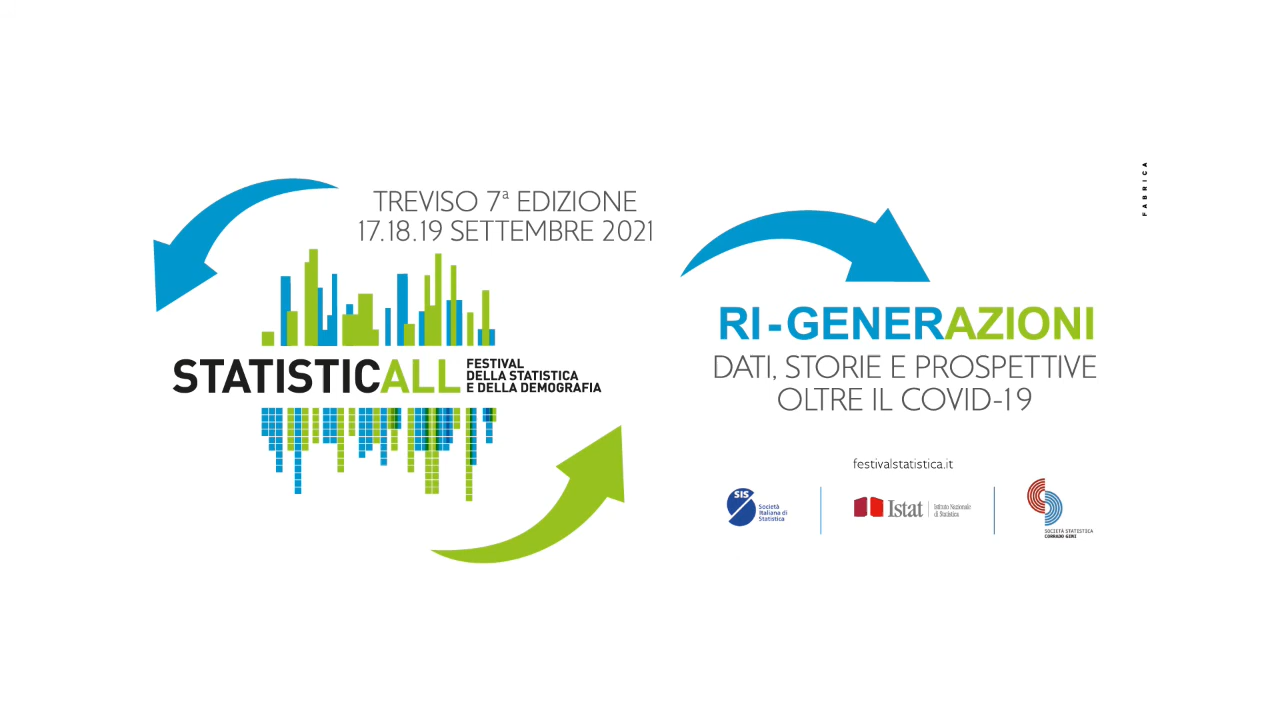 TREVISO 7ª EDIZIONE
17.18.19 SETTEMBRE 2021
STATISTICALL
FESTIVAL
DELLA STATISTICA
E DELLA DEMOGRAFIA
FABRICA
RI-GENERAZIONI
DATI, STORIE E PROSPETTIVE
OLTRE IL COVID-19
festivalstatistica.it
SIS
Società
Italiana di
Statistica
Istat
Istituto Nazionale
di Statistica
SOCIETÀ STATISTICA
CORRADO GINI